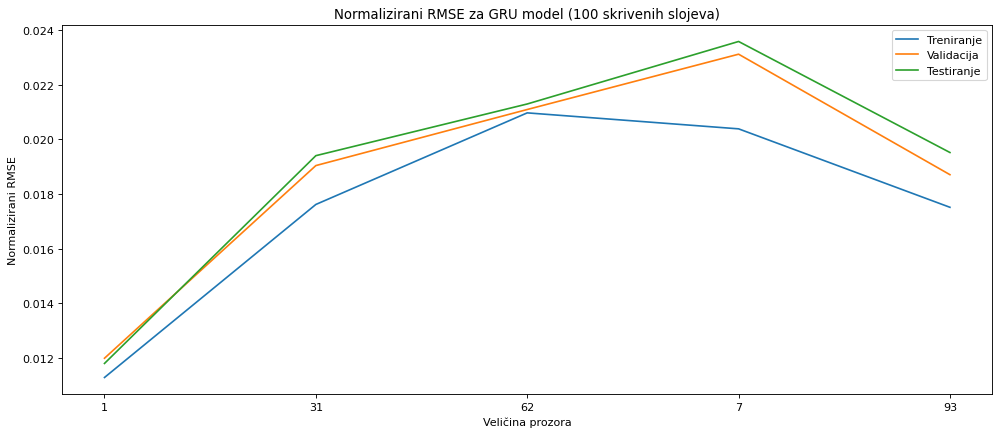 Normalizirani RMSE za GRU model (100 skrivenih slojeva)
Treniranje
Validacija
Testiranje
Normalizirani RMSE
0.024
0.022
0.020
0.018
0.016
0.014
0.012
1 31 62 7 93
Veličina prozora